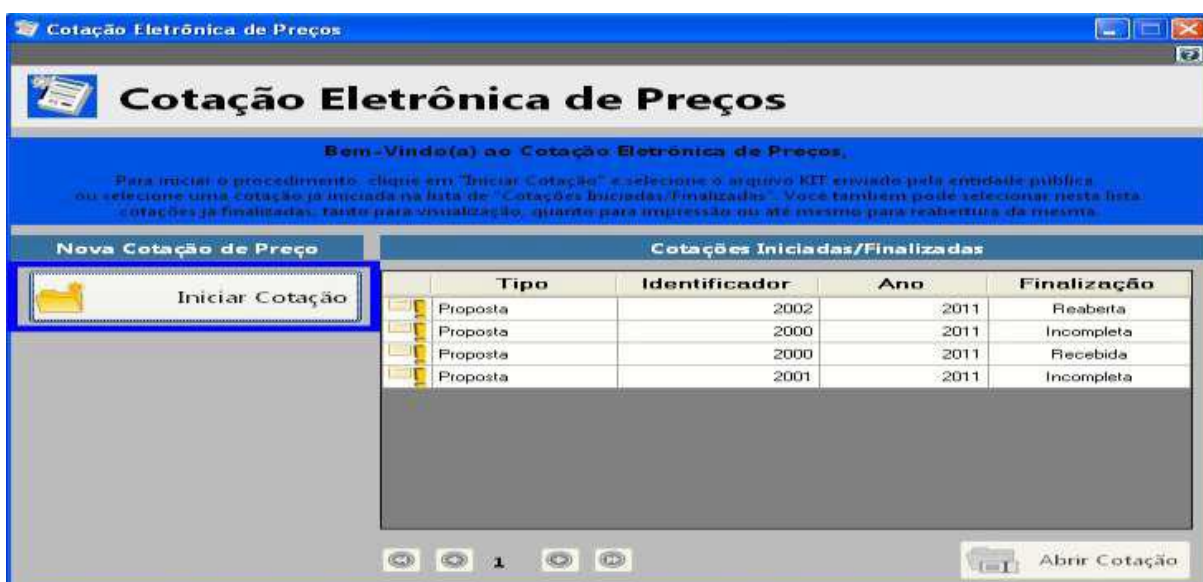 Cotação Eletrônica de Preços
Cotação Eletrônica de Preços
Bem-Vindo(a) ao Cotação Eletrônica de Preços,
Para iniciar o procedimento, clique em "Iniciar Cotação" e selecione o arquivo KIT enviado pela entidade pública
ou selecione uma cotação já iniciada na lista de "Cotações Iniciadas/Finalizadas". Você também pode selecionar nesta lista
cotações já finalizadas, tanto para visualização, quanto para impressão ou até mesmo para reabertura da mesma.
Nova Cotação de Preço
Cotações Iniciadas/Finalizadas
Iniciar Cotação
Tipo Identificador Ano Finalização
Proposta 2002 2011 Reaberta
Proposta 2000 2011 Incompleta
Proposta 2000 2011 Recebida
Proposta 2001 2011 Incompleta
1
Abrir Cotação